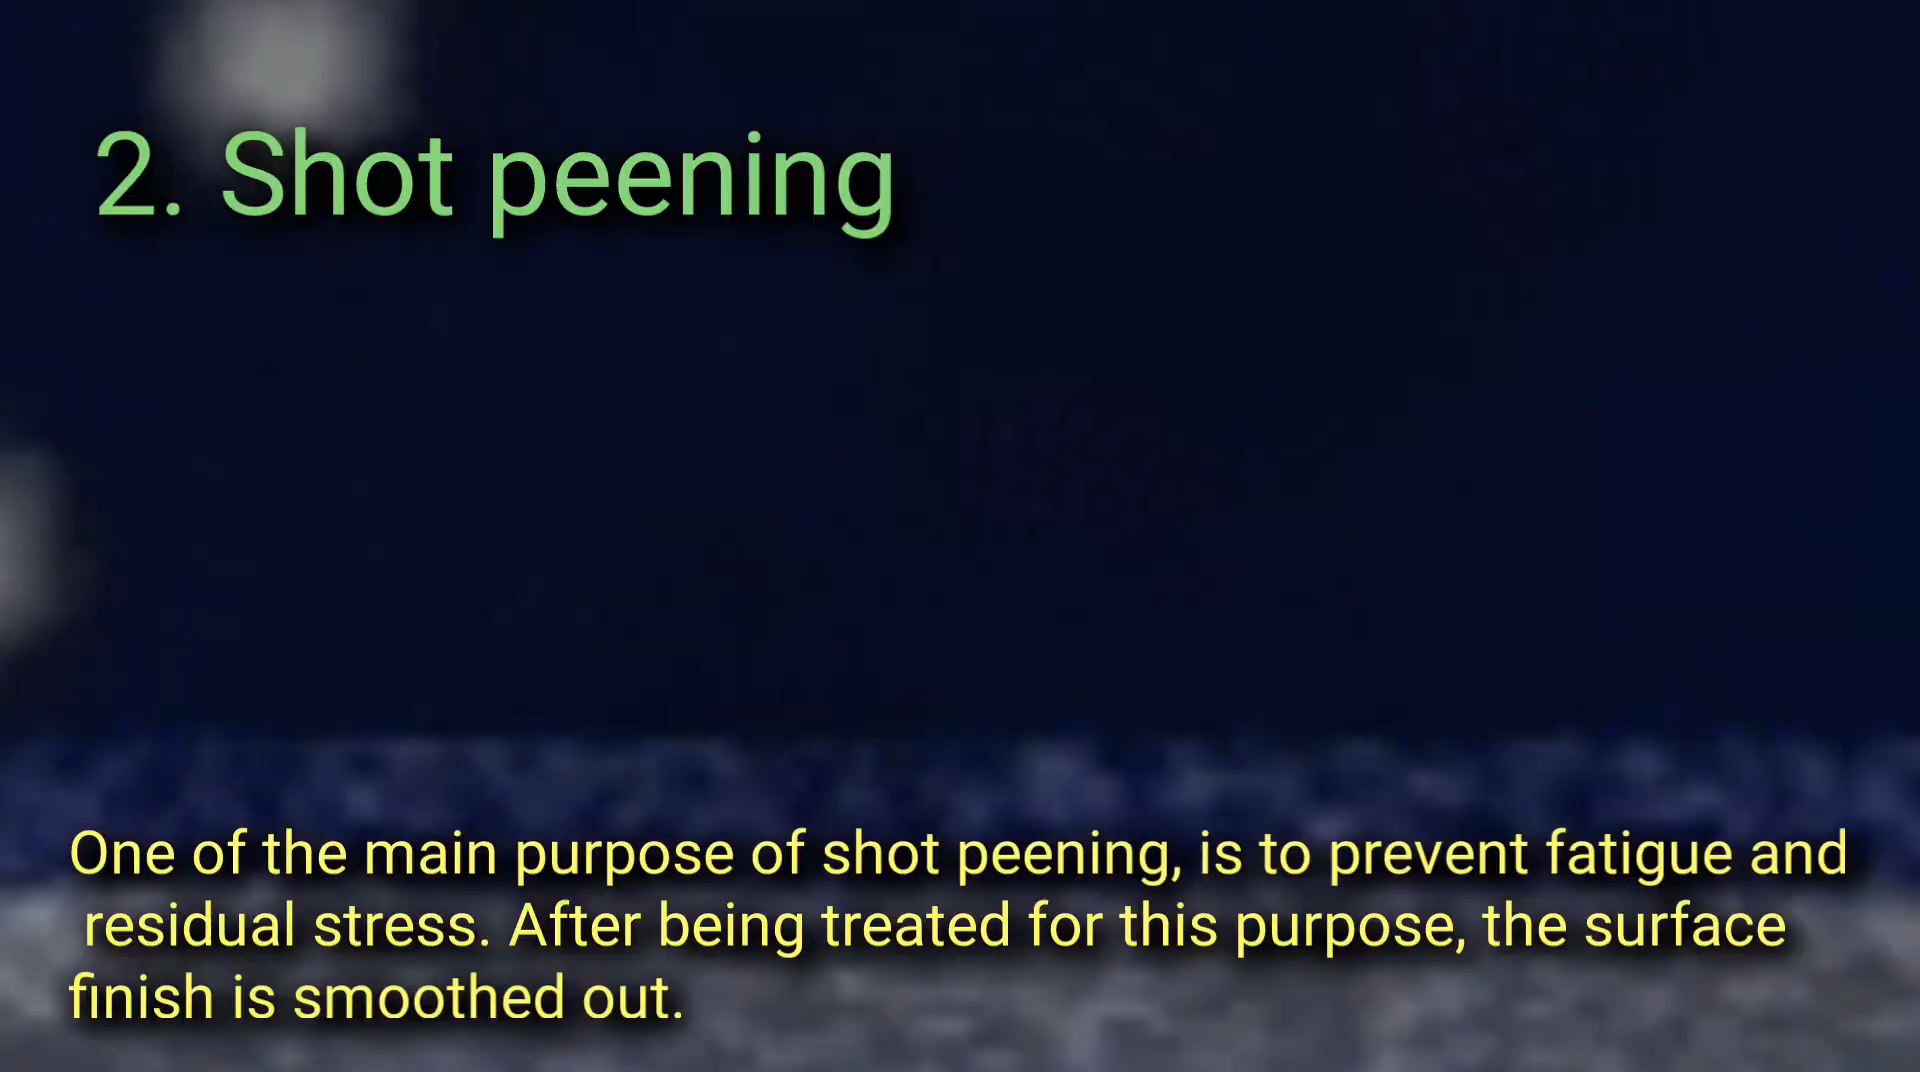 2. Shot peening
One of the main purpose of shot peening, is to prevent fatigue and
residual stress. After being treated for this purpose, the surface
finish is smoothed out.